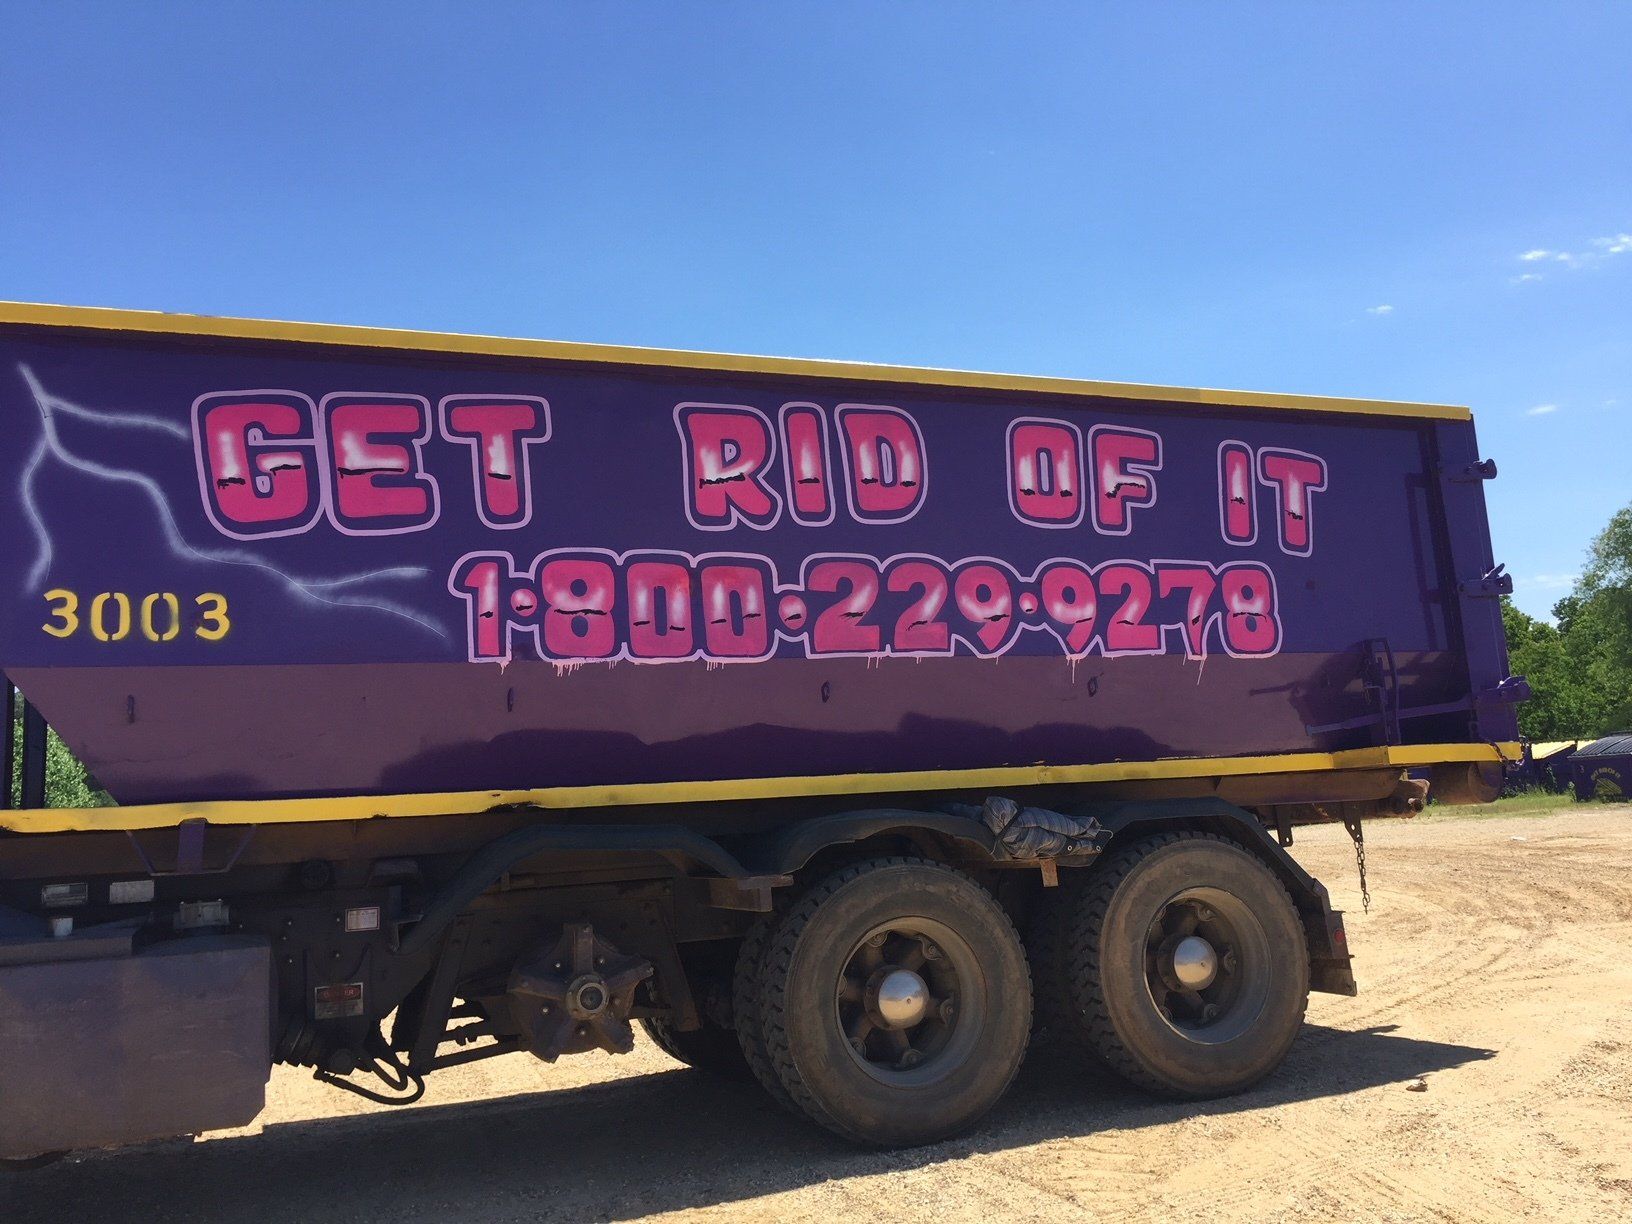 GET RID OF IT
1·800·229·9278
3003